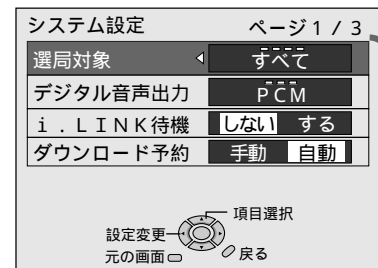 システム設定 ページ1 / 3
選局対象 すべて
デジタル音声出力 PCM
i.LINK待機 しない する
ダウンロード予約 手動 自動
項目選択
設定変更
元の画面 戻る